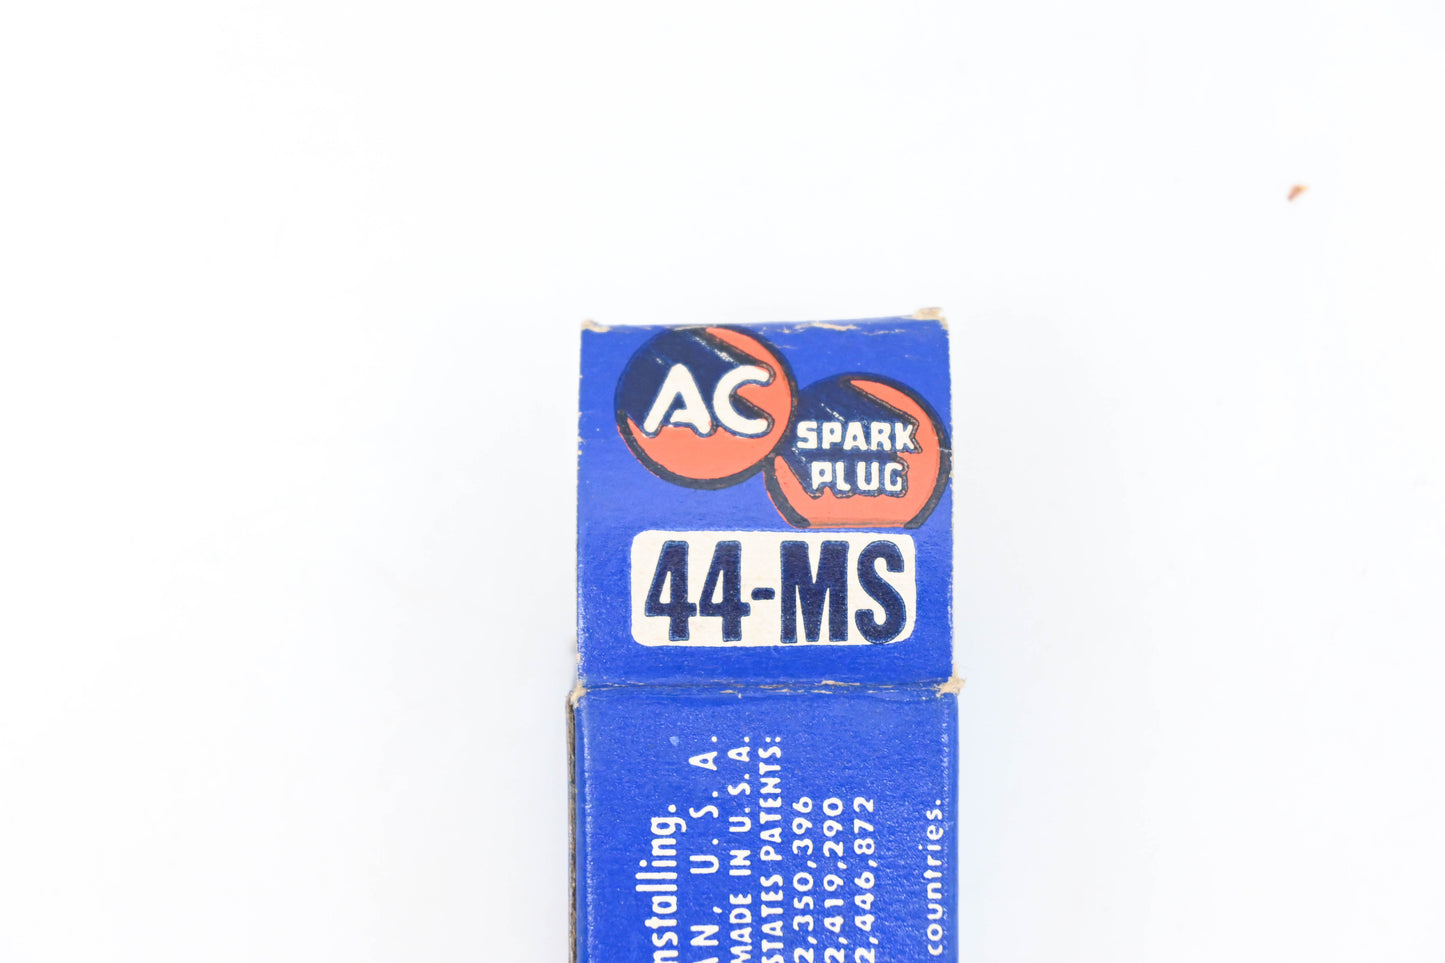 AC
SPARK
PLUG
44-MS
nstalling.
AN, U.S.A.
MADE IN U.S.A.
STATES PATENTS:
2,350,396
2,419,290
2,446,872
countries.